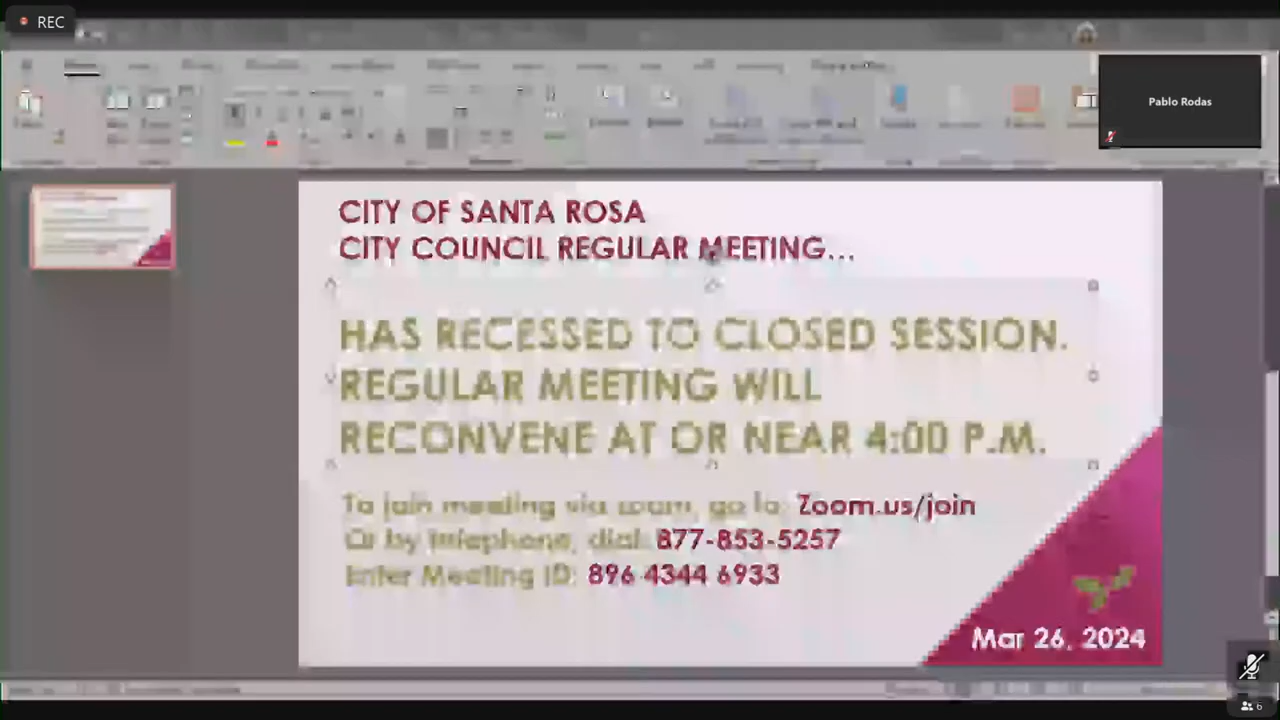 REC
Pablo Rodas
CITY OF SANTA ROSA
CITY COUNCIL REGULAR MEETING...
HAS RECESSED TO CLOSED SESSION.
REGULAR MEETING WILL
RECONVENE AT OR NEAR 4:00 P.M.
To join meeting via zoom, go to: Zoom.us/join
Or by telephone, dial: 877-853-5257
Enter Meeting ID: 896 4344 6933
Mar 26, 2024
6